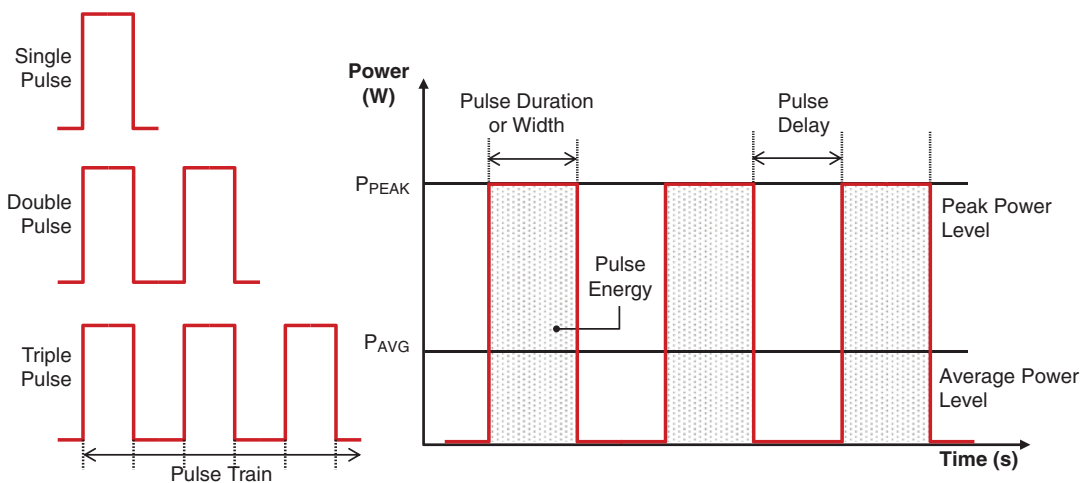 Single
Pulse
Double
Pulse
Triple
Pulse
Pulse Train
Power
(W)
Pulse Duration
or Width
Pulse
Delay
PPEAK
Peak Power
Level
Pulse
Energy
PAVG
Average Power
Level
Time (s)